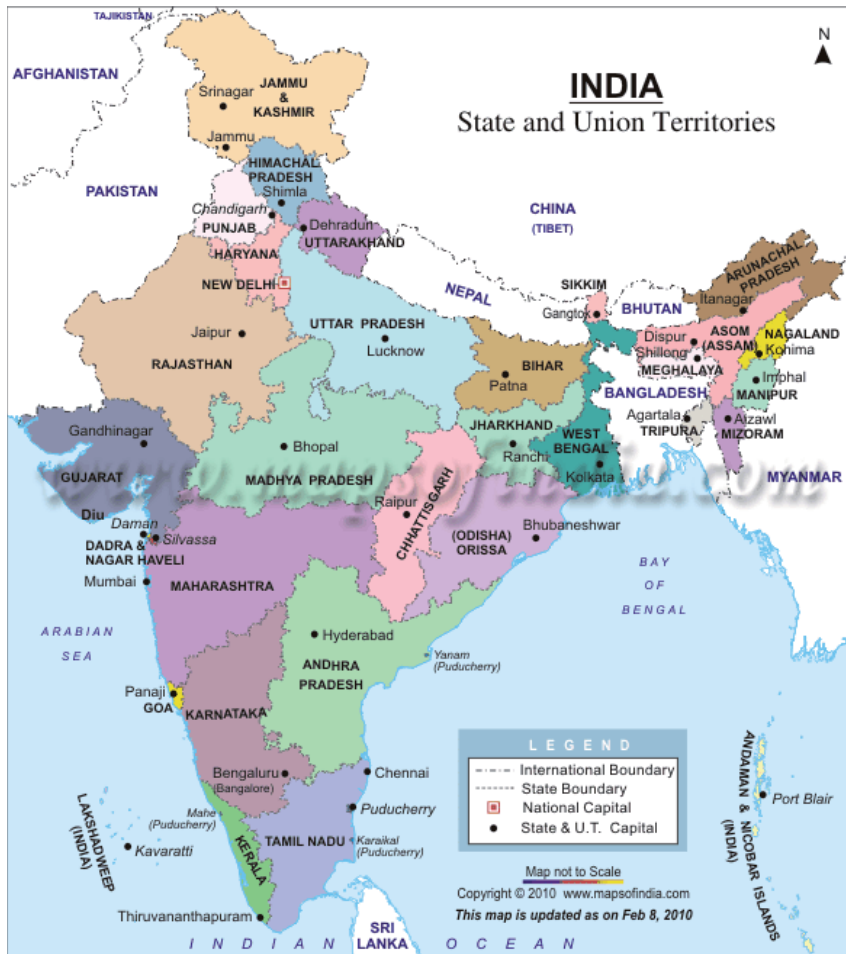 TAJIKISTAN
N
AFGHANISTAN
INDIA
State and Union Territories
JAMMU
&
KASHMIR
Srinagar
Jammu
HIMACHAL
PRADESH
Shimla
PAKISTAN
Chandigarh
PUNJAB
Dehradun
UTTARAKHAND
HARYANA
NEW DELHI
CHINA
(TIBET)
NEPAL
SIKKIM
Gangtok
BHUTAN
ARUNACHAL
PRADESH
Itanagar
Jaipur
RAJASTHAN
UTTAR PRADESH
Lucknow
BIHAR
Patna
Dispur
ASOM
(ASSAM)
NAGALAND
Kohima
Shillong
MEGHALAYA
BANGLADESH
Imphal
MANIPUR
Agartala
TRIPURA
Aizawl
MIZORAM
MYANMAR
Gandhinagar
GUJARAT
Bhopal
MADHYA PRADESH
JHARKHAND
Ranchi
WEST
BENGAL
Kolkata
www.mapsofindia.com
Diu
Daman
Silvassa
DADRA &
NAGAR HAVELI
Mumbai
MAHARASHTRA
Raipur
CHHATTISGARH
(ODISHA)
ORISSA
Bhubaneshwar
BAY
OF
BENGAL
ARABIAN
SEA
Hyderabad
ANDHRA
PRADESH
Yanam
(Puducherry)
Panaji
GOA
KARNATAKA
Bengaluru
(Bangalore)
Chennai
Mahe
(Puducherry)
Puducherry
TAMIL NADU
Karaikal
(Puducherry)
KERALA
LAKSHADWEEP
(INDIA)
Kavaratti
Thiruvananthapuram
SRI
LANKA
INDIAN OCEAN
LEGEND
International Boundary
State Boundary
National Capital
State & U.T. Capital
ANDAMAN & NICOBAR ISLANDS
(INDIA)
Port Blair
Map not to Scale
Copyright © 2010 www.mapsofindia.com
This map is updated as on Feb 8, 2010